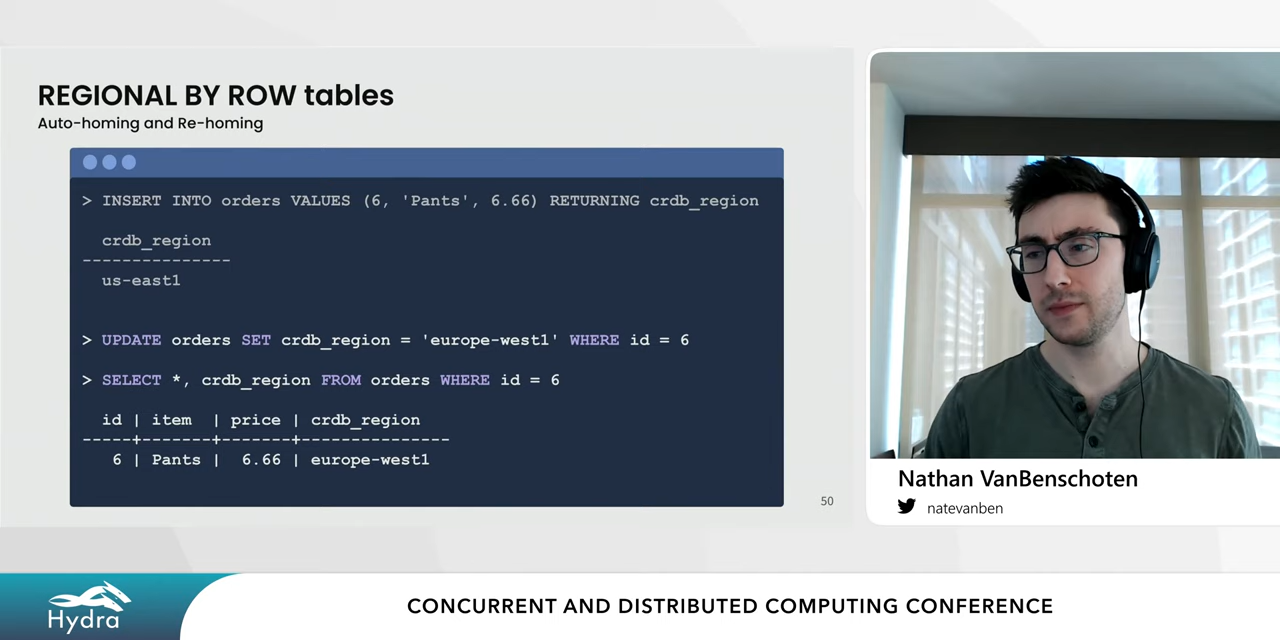 REGIONAL BY ROW tables
Auto-homing and Re-homing
> INSERT INTO orders VALUES (6, 'Pants', 6.66) RETURNING crdb_region
crdb_region
---------------
us-east1
> UPDATE orders SET crdb_region = 'europe-west1' WHERE id = 6
> SELECT *, crdb_region FROM orders WHERE id = 6
id | item  | price | crdb_region
-----+-------+-------+---------------
6 | Pants |  6.66 | europe-west1
50
Nathan VanBenschoten
natevanben
Hydra
CONCURRENT AND DISTRIBUTED COMPUTING CONFERENCE